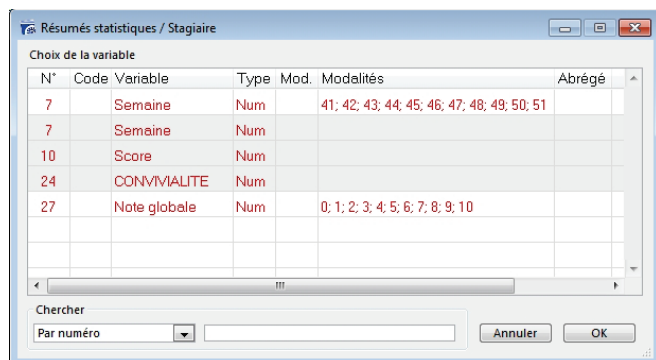 Résumés statistiques / Stagiaire
Choix de la variable
N° Code Variable Type Mod. Modalités Abrégé
7 Semaine Num 41; 42; 43; 44; 45; 46; 47; 48; 49; 50; 51
7 Semaine Num
10 Score Num
24 CONVIVIALITE Num
27 Note globale Num 0; 1; 2; 3; 4; 5; 6; 7; 8; 9; 10
Chercher
Par numéro Annuler OK